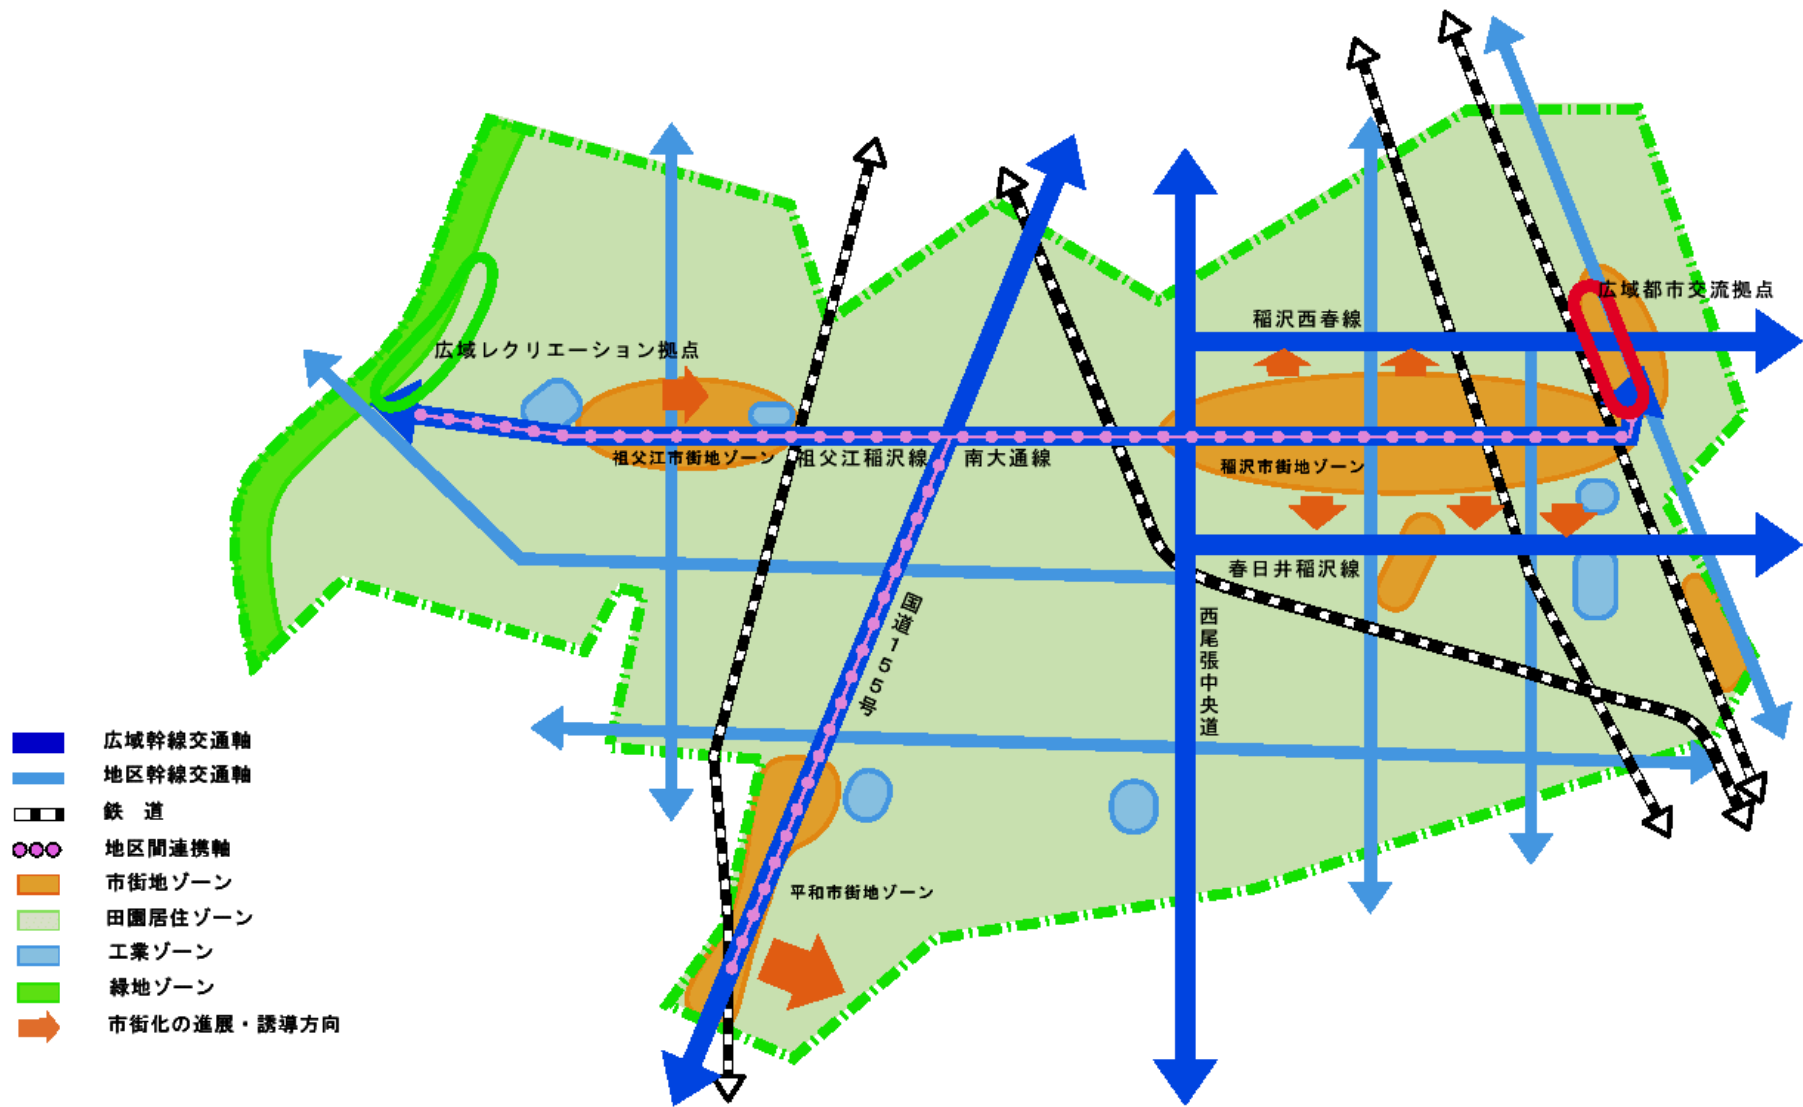 広域都市交流拠点
稲沢西春線
広域レクリエーション拠点
祖父江市街地ゾーン
祖父江稲沢線
南大通線
稲沢市街地ゾーン
春日井稲沢線
国道155号
西尾張中央道
平和市街地ゾーン
広域幹線交通軸
地区幹線交通軸
鉄 道
地区間連携軸
市街地ゾーン
田園居住ゾーン
工業ゾーン
緑地ゾーン
市街化の進展・誘導方向